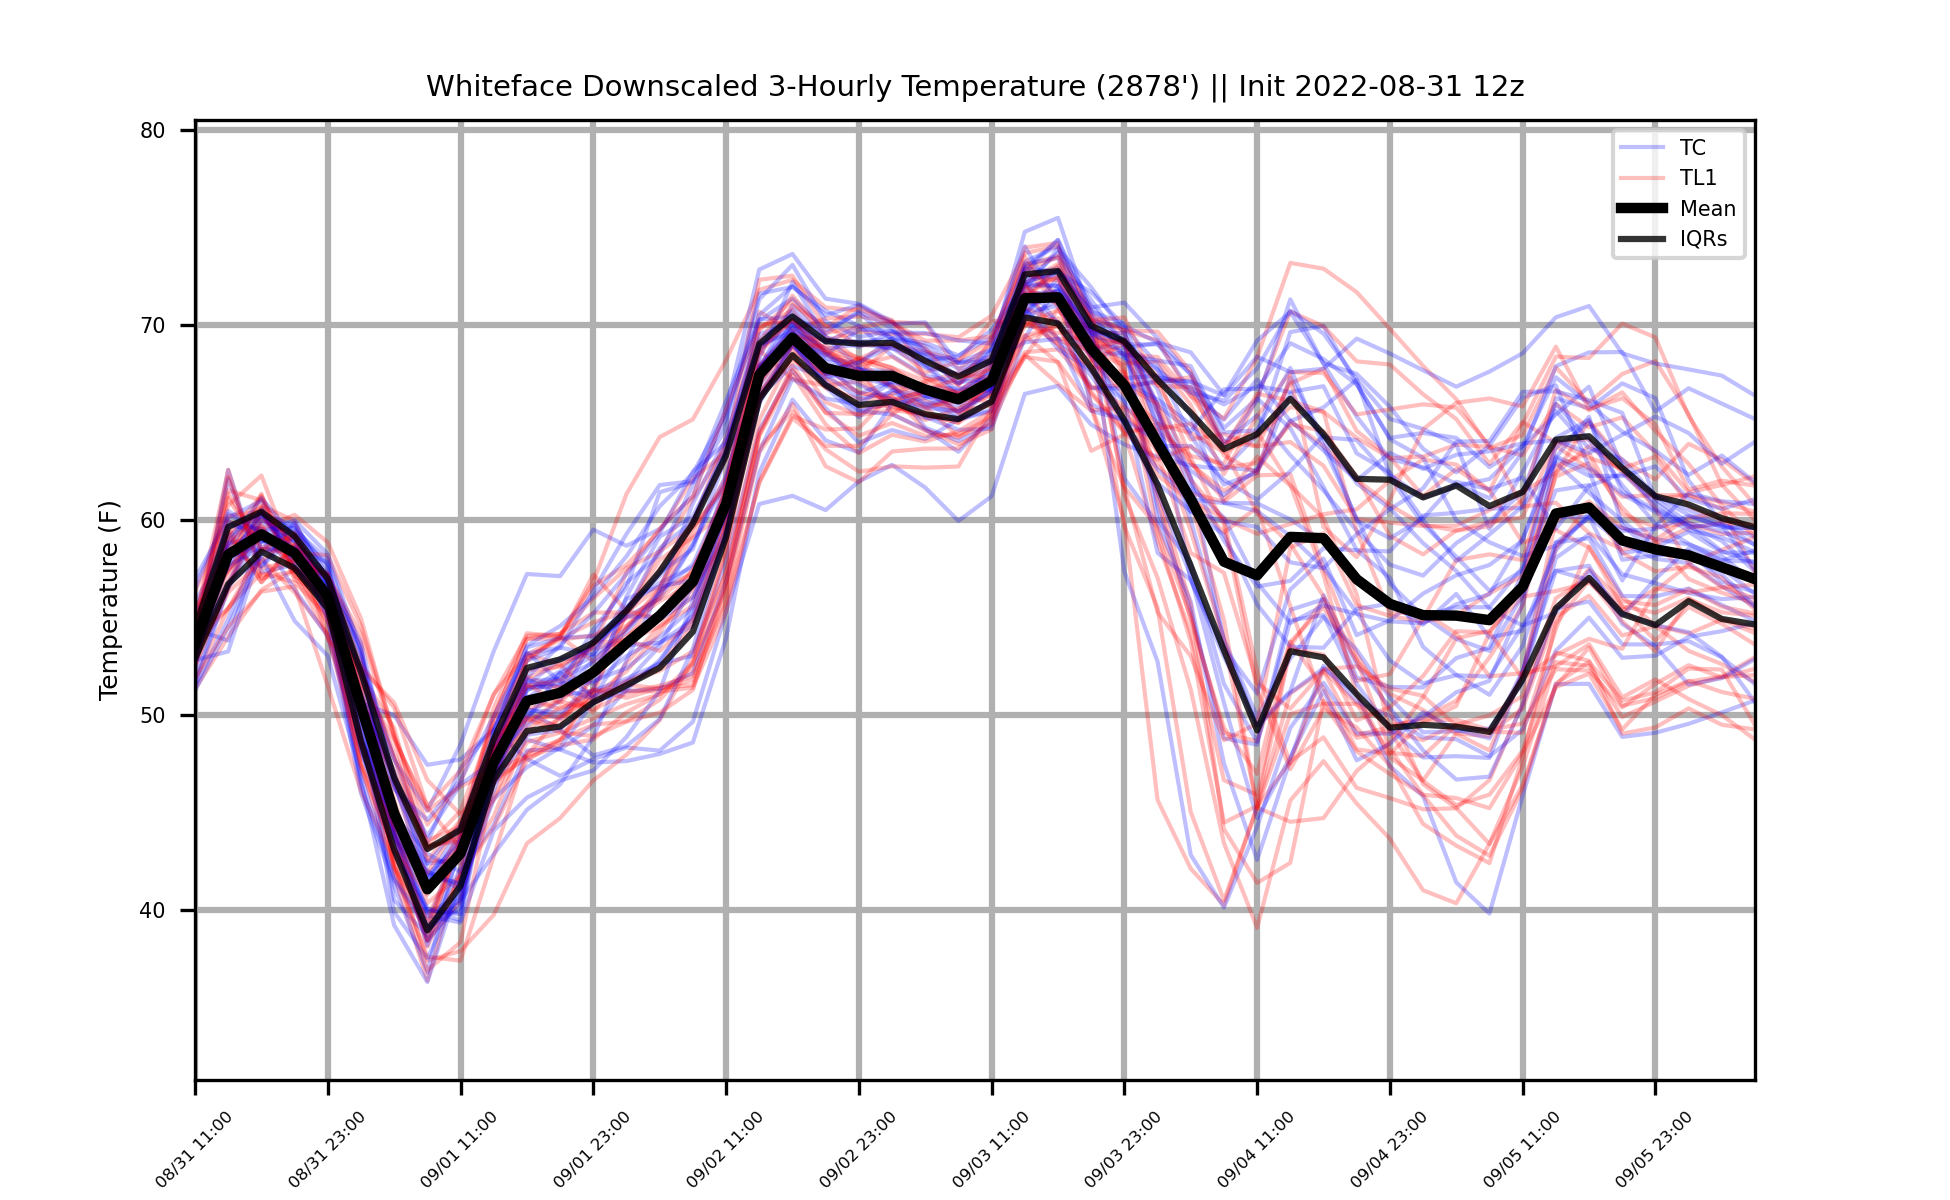 Whiteface Downscaled 3-Hourly Temperature (2878') || Init 2022-08-31 12z
TC
TL1
Mean
IQRs
Temperature (F)
80
70
60
50
40
08/31 11:00
08/31 23:00
09/01 11:00
09/01 23:00
09/02 11:00
09/02 23:00
09/03 11:00
09/03 23:00
09/04 11:00
09/04 23:00
09/05 11:00
09/05 23:00